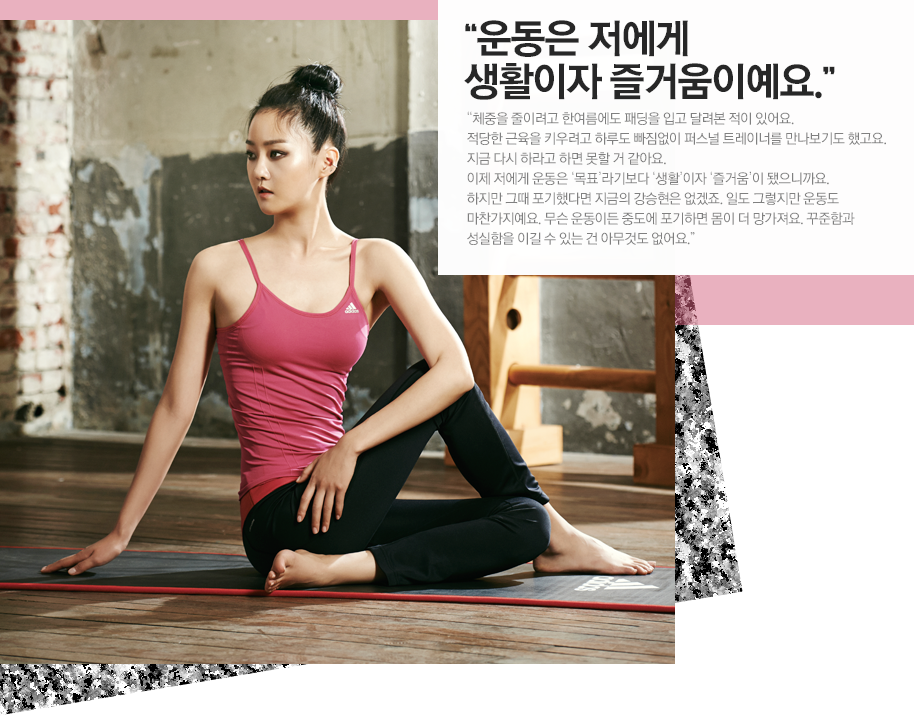 “운동은 저에게
생활이자 즐거움이예요.”
“체중을 줄이려고 한여름에도 패딩을 입고 달려본 적이 있어요.
적당한 근육을 키우려고 하루도 빠짐없이 퍼스널 트레이너를 만나보기도 했고요.
지금 다시 하라고 하면 못할 거 같아요.
이제 저에게 운동은 ‘목표’라기보다 ‘생활’이자 ‘즐거움’이 됐으니까요.
하지만 그때 포기했다면 지금의 강승현은 없겠죠. 일도 그렇지만 운동도
마찬가지예요. 무슨 운동이든 중도에 포기하면 몸이 더 망가져요. 꾸준함과
성실함을 이길 수 있는 건 아무것도 없어요.”
adidas
adidas